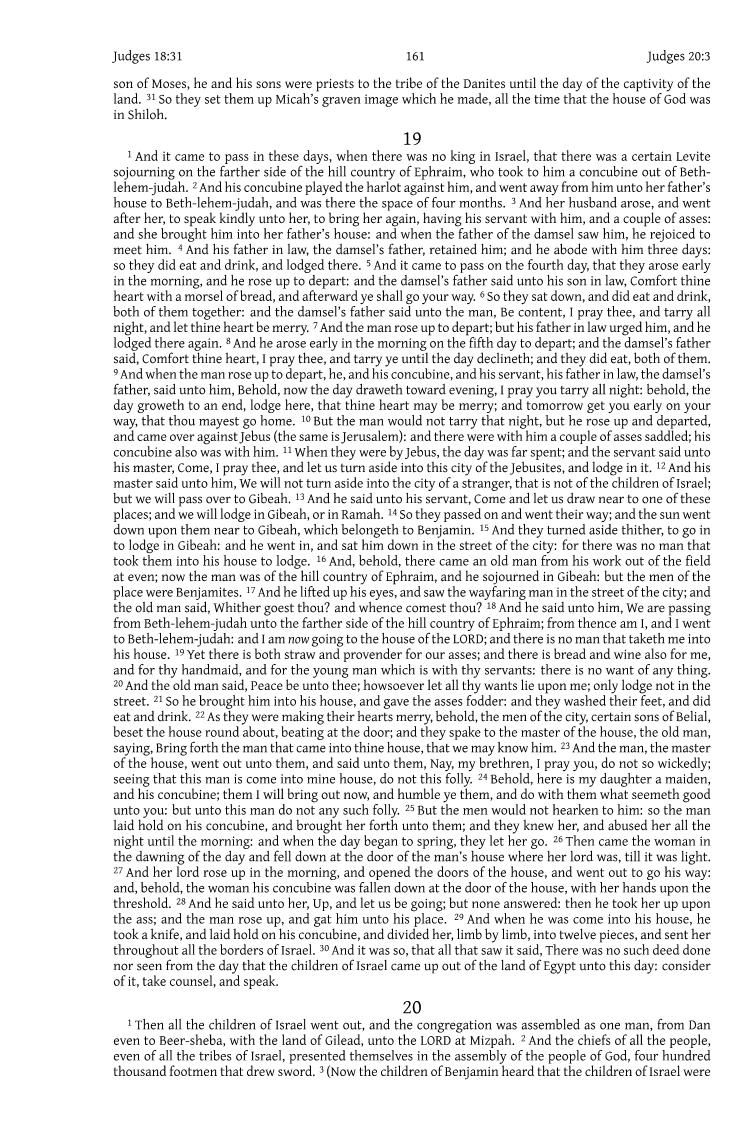 Judges 18:31 161 Judges 20:3
son of Moses, he and his sons were priests to the tribe of the Danites until the day of the captivity of the
land. 31 So they set them up Micah’s graven image which he made, all the time that the house of God was
in Shiloh.
19
1 And it came to pass in these days, when there was no king in Israel, that there was a certain Levite
sojourning on the farther side of the hill country of Ephraim, who took to him a concubine out of Beth-
lehem-judah. 2 And his concubine played the harlot against him, and went away from him unto her father’s
house to Beth-lehem-judah, and was there the space of four months. 3 And her husband arose, and went
after her, to speak kindly unto her, to bring her again, having his servant with him, and a couple of asses:
and she brought him into her father’s house: and when the father of the damsel saw him, he rejoiced to
meet him. 4 And his father in law, the damsel’s father, retained him; and he abode with him three days:
so they did eat and drink, and lodged there. 5 And it came to pass on the fourth day, that they arose early
in the morning, and he rose up to depart: and the damsel’s father said unto his son in law, Comfort thine
heart with a morsel of bread, and afterward ye shall go your way. 6 So they sat down, and did eat and drink,
both of them together: and the damsel’s father said unto the man, Be content, I pray thee, and tarry all
night, and let thine heart be merry. 7 And the man rose up to depart; but his father in law urged him, and he
lodged there again. 8 And he arose early in the morning on the fifth day to depart; and the damsel’s father
said, Comfort thine heart, I pray thee, and tarry ye until the day declineth; and they did eat, both of them.
9 And when the man rose up to depart, he, and his concubine, and his servant, his father in law, the damsel’s
father, said unto him, Behold, now the day draweth toward evening, I pray you tarry all night: behold, the
day groweth to an end, lodge here, that thine heart may be merry; and tomorrow get you early on your
way, that thou mayest go home. 10 But the man would not tarry that night, but he rose up and departed,
and came over against Jebus (the same is Jerusalem): and there were with him a couple of asses saddled; his
concubine also was with him. 11 When they were by Jebus, the day was far spent; and the servant said unto
his master, Come, I pray thee, and let us turn aside into this city of the Jebusites, and lodge in it. 12 And his
master said unto him, We will not turn aside into the city of a stranger, that is not of the children of Israel;
but we will pass over to Gibeah. 13 And he said unto his servant, Come and let us draw near to one of these
places; and we will lodge in Gibeah, or in Ramah. 14 So they passed on and went their way; and the sun went
down upon them near to Gibeah, which belongeth to Benjamin. 15 And they turned aside thither, to go in
to lodge in Gibeah: and he went in, and sat him down in the street of the city: for there was no man that
took them into his house to lodge. 16 And, behold, there came an old man from his work out of the field
at even; now the man was of the hill country of Ephraim, and he sojourned in Gibeah: but the men of the
place were Benjamites. 17 And he lifted up his eyes, and saw the wayfaring man in the street of the city; and
the old man said, Whither goest thou? and whence comest thou? 18 And he said unto him, We are passing
from Beth-lehem-judah unto the farther side of the hill country of Ephraim; from thence am I, and I went
to Beth-lehem-judah: and I am now going to the house of the LORD; and there is no man that taketh me into
his house. 19 Yet there is both straw and provender for our asses; and there is bread and wine also for me,
and for thy handmaid, and for the young man which is with thy servants: there is no want of any thing.
20 And the old man said, Peace be unto thee; howsoever let all thy wants lie upon me; only lodge not in the
street. 21 So he brought him into his house, and gave the asses fodder: and they washed their feet, and did
eat and drink. 22 As they were making their hearts merry, behold, the men of the city, certain sons of Belial,
beset the house round about, beating at the door; and they spake to the master of the house, the old man,
saying, Bring forth the man that came into thine house, that we may know him. 23 And the man, the master
of the house, went out unto them, and said unto them, Nay, my brethren, I pray you, do not so wickedly;
seeing that this man is come into mine house, do not this folly. 24 Behold, here is my daughter a maiden,
and his concubine; them I will bring out now, and humble ye them, and do with them what seemeth good
unto you: but unto this man do not any such folly. 25 But the men would not hearken to him: so the man
laid hold on his concubine, and brought her forth unto them; and they knew her, and abused her all the
night until the morning: and when the day began to spring, they let her go. 26 Then came the woman in
the dawning of the day and fell down at the door of the man’s house where her lord was, till it was light.
27 And her lord rose up in the morning, and opened the doors of the house, and went out to go his way:
and, behold, the woman his concubine was fallen down at the door of the house, with her hands upon the
threshold. 28 And he said unto her, Up, and let us be going; but none answered: then he took her up upon
the ass; and the man rose up, and gat him unto his place. 29 And when he was come into his house, he
took a knife, and laid hold on his concubine, and divided her, limb by limb, into twelve pieces, and sent her
throughout all the borders of Israel. 30 And it was so, that all that saw it said, There was no such deed done
nor seen from the day that the children of Israel came up out of the land of Egypt unto this day: consider
of it, take counsel, and speak.
20
1 Then all the children of Israel went out, and the congregation was assembled as one man, from Dan
even to Beer-sheba, with the land of Gilead, unto the LORD at Mizpah. 2 And the chiefs of all the people,
even of all the tribes of Israel, presented themselves in the assembly of the people of God, four hundred
thousand footmen that drew sword. 3 (Now the children of Benjamin heard that the children of Israel were